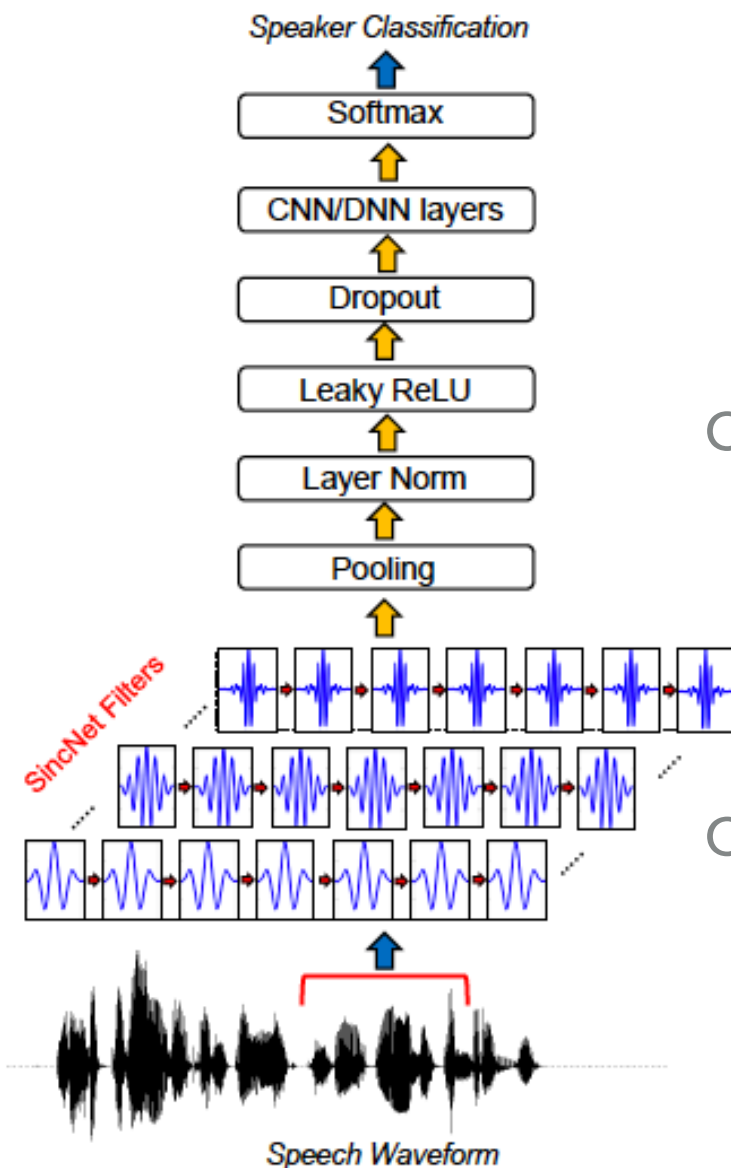 Speaker Classification
Softmax
CNN/DNN layers
Dropout
Leaky ReLU
Layer Norm
Pooling
SincNet Filters
Speech Waveform